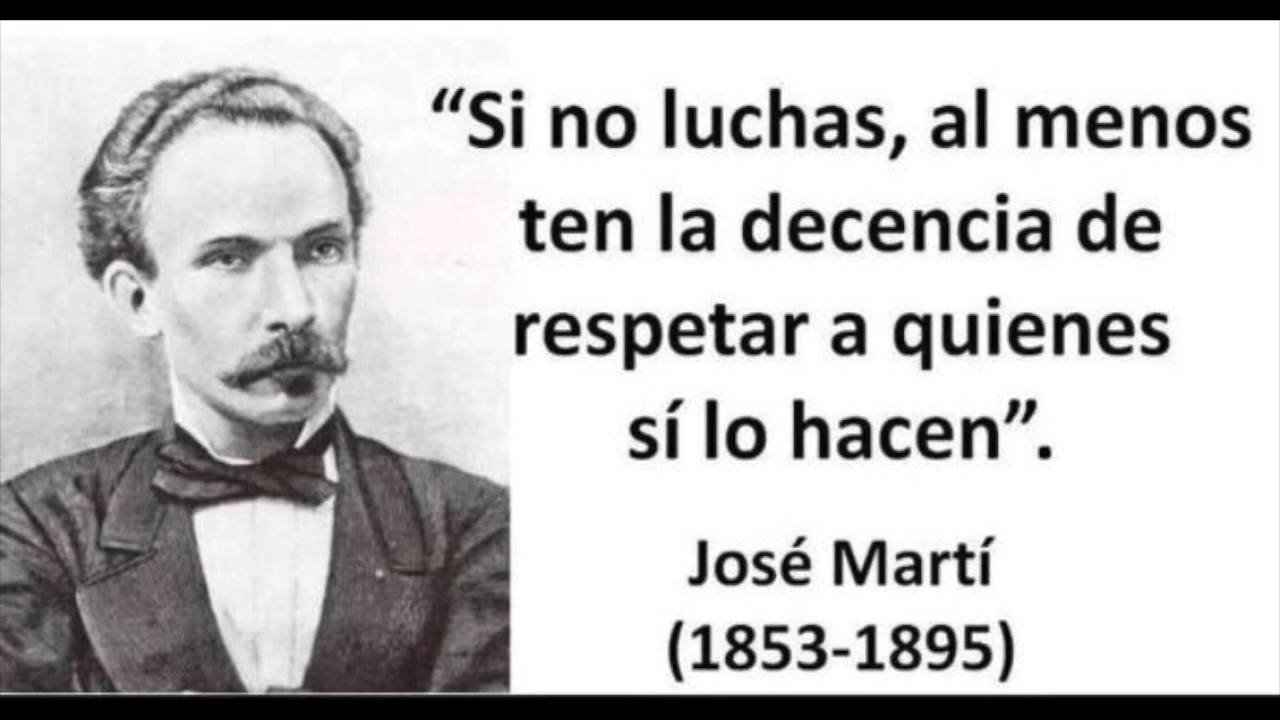 “Si no luchas, al menos
ten la decencia de
respetar a quienes
sí lo hacen”.
José Martí
(1853-1895)